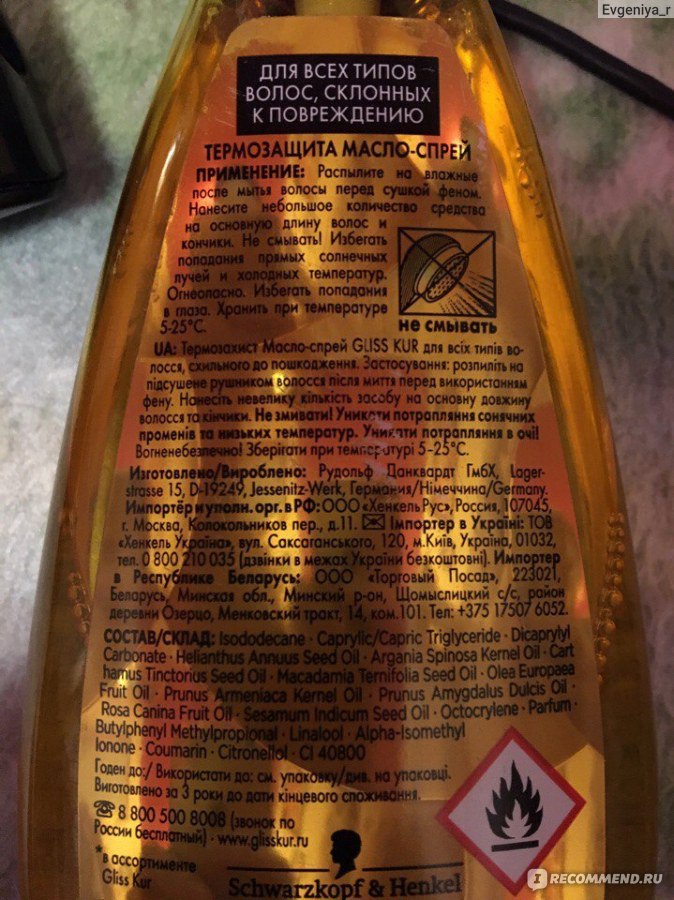 Evgeniya_r
ДЛЯ ВСЕХ ТИПОВ
ВОЛОС, СКЛОННЫХ
К ПОВРЕЖДЕНИЮ
ТЕРМОЗАЩИТА МАСЛО-СПРЕЙ
ПРИМЕНЕНИЕ: Распылите на влажные
после мытья волосы перед сушкой феном.
Нанесите небольшое количество средства
на основную длину волос и
кончики. Не смывать! Избегать
попадания прямых солнечных
лучей и холодных температур.
Огнеопасно. Избегать попадания
в глаза. Хранить при температуре
5-25°C.
не смывать
UA: Термозахист Масло-спрей GLISS KUR для всіх типів во-
лосся, схильного до пошкодження. Застосування: розпиліть на
підсушене рушником волосся після миття перед використанням
фену. Нанесіть невелику кількість засобу на основну довжину
волосся та кінчики. Не змивати! Уникати потрапляння сонячних
променів та низьких температур. Уникати потрапляння в очі!
Вогненебезпечно! Зберігати при температурі 5-25°C.
Изготовлено/Вироблено: Рудольф Данквардт ГмбХ, Lager-
strasse 15, D-19249, Jessenitz-Werk, Германия/Німеччина/Germany.
Импортёр и уполн. орг. в РФ: ООО «Хенкель Рус», Россия, 107045,
г. Москва, Колокольников пер., д.11. ✉ Імпортер в Україні: ТОВ
«Хенкель Україна», вул. Саксаганського, 120, м.Київ, Україна, 01032,
тел. 0 800 210 035 (дзвінки в межах України безкоштовні). Импортер
в Республике Беларусь: ООО «Торговый Посад», 223021,
Беларусь, Минская обл., Минский р-он, Щомыслицкий с/с, район
деревни Озерцо, Менковский тракт, 14, ком.101. Тел: +375 17507 6052.
СОСТАВ/СКЛАД: Isododecane · Caprylic/Capric Triglyceride · Dicaprylyl
Carbonate · Helianthus Annuus Seed Oil · Argania Spinosa Kernel Oil · Cart
hamus Tinctorius Seed Oil · Macadamia Ternifolia Seed Oil · Olea Europaea
Fruit Oil · Prunus Armeniaca Kernel Oil · Prunus Amygdalus Dulcis Oil ·
Rosa Canina Fruit Oil · Sesamum Indicum Seed Oil · Octocrylene · Parfum ·
Butylphenyl Methylpropional · Linalool · Alpha-Isomethyl
Ionone · Coumarin · Citronellol · CI 40800
Годен до:/ Використати до: см. упаковку/див. на упаковці.
Виготовлено за 3 роки до дати кінцевого споживання.
☎ 8 800 500 8008 (звонок по
России бесплатный) · www.glisskur.ru
*в ассортименте
Gliss Kur
Schwarzkopf & Henkel
I RECOMMEND.RU